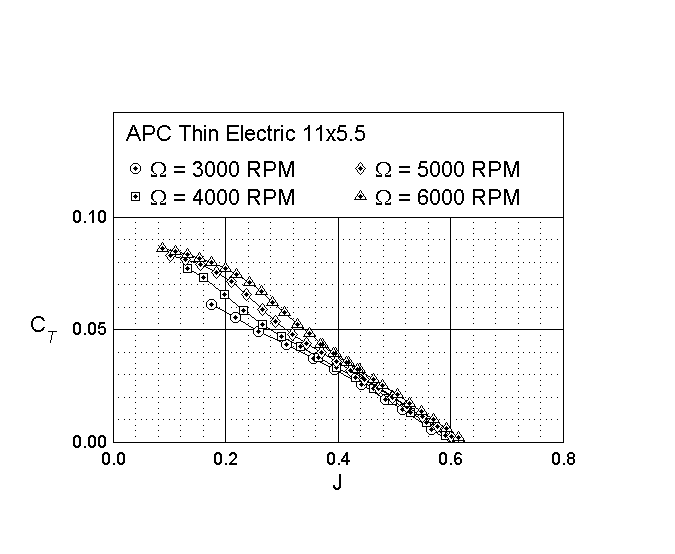 APC Thin Electric 11x5.5
Ω = 3000 RPM
Ω = 5000 RPM
Ω = 4000 RPM
Ω = 6000 RPM
0.10
0.05
0.00
C_T
0.0 0.2 0.4 0.6 0.8
J